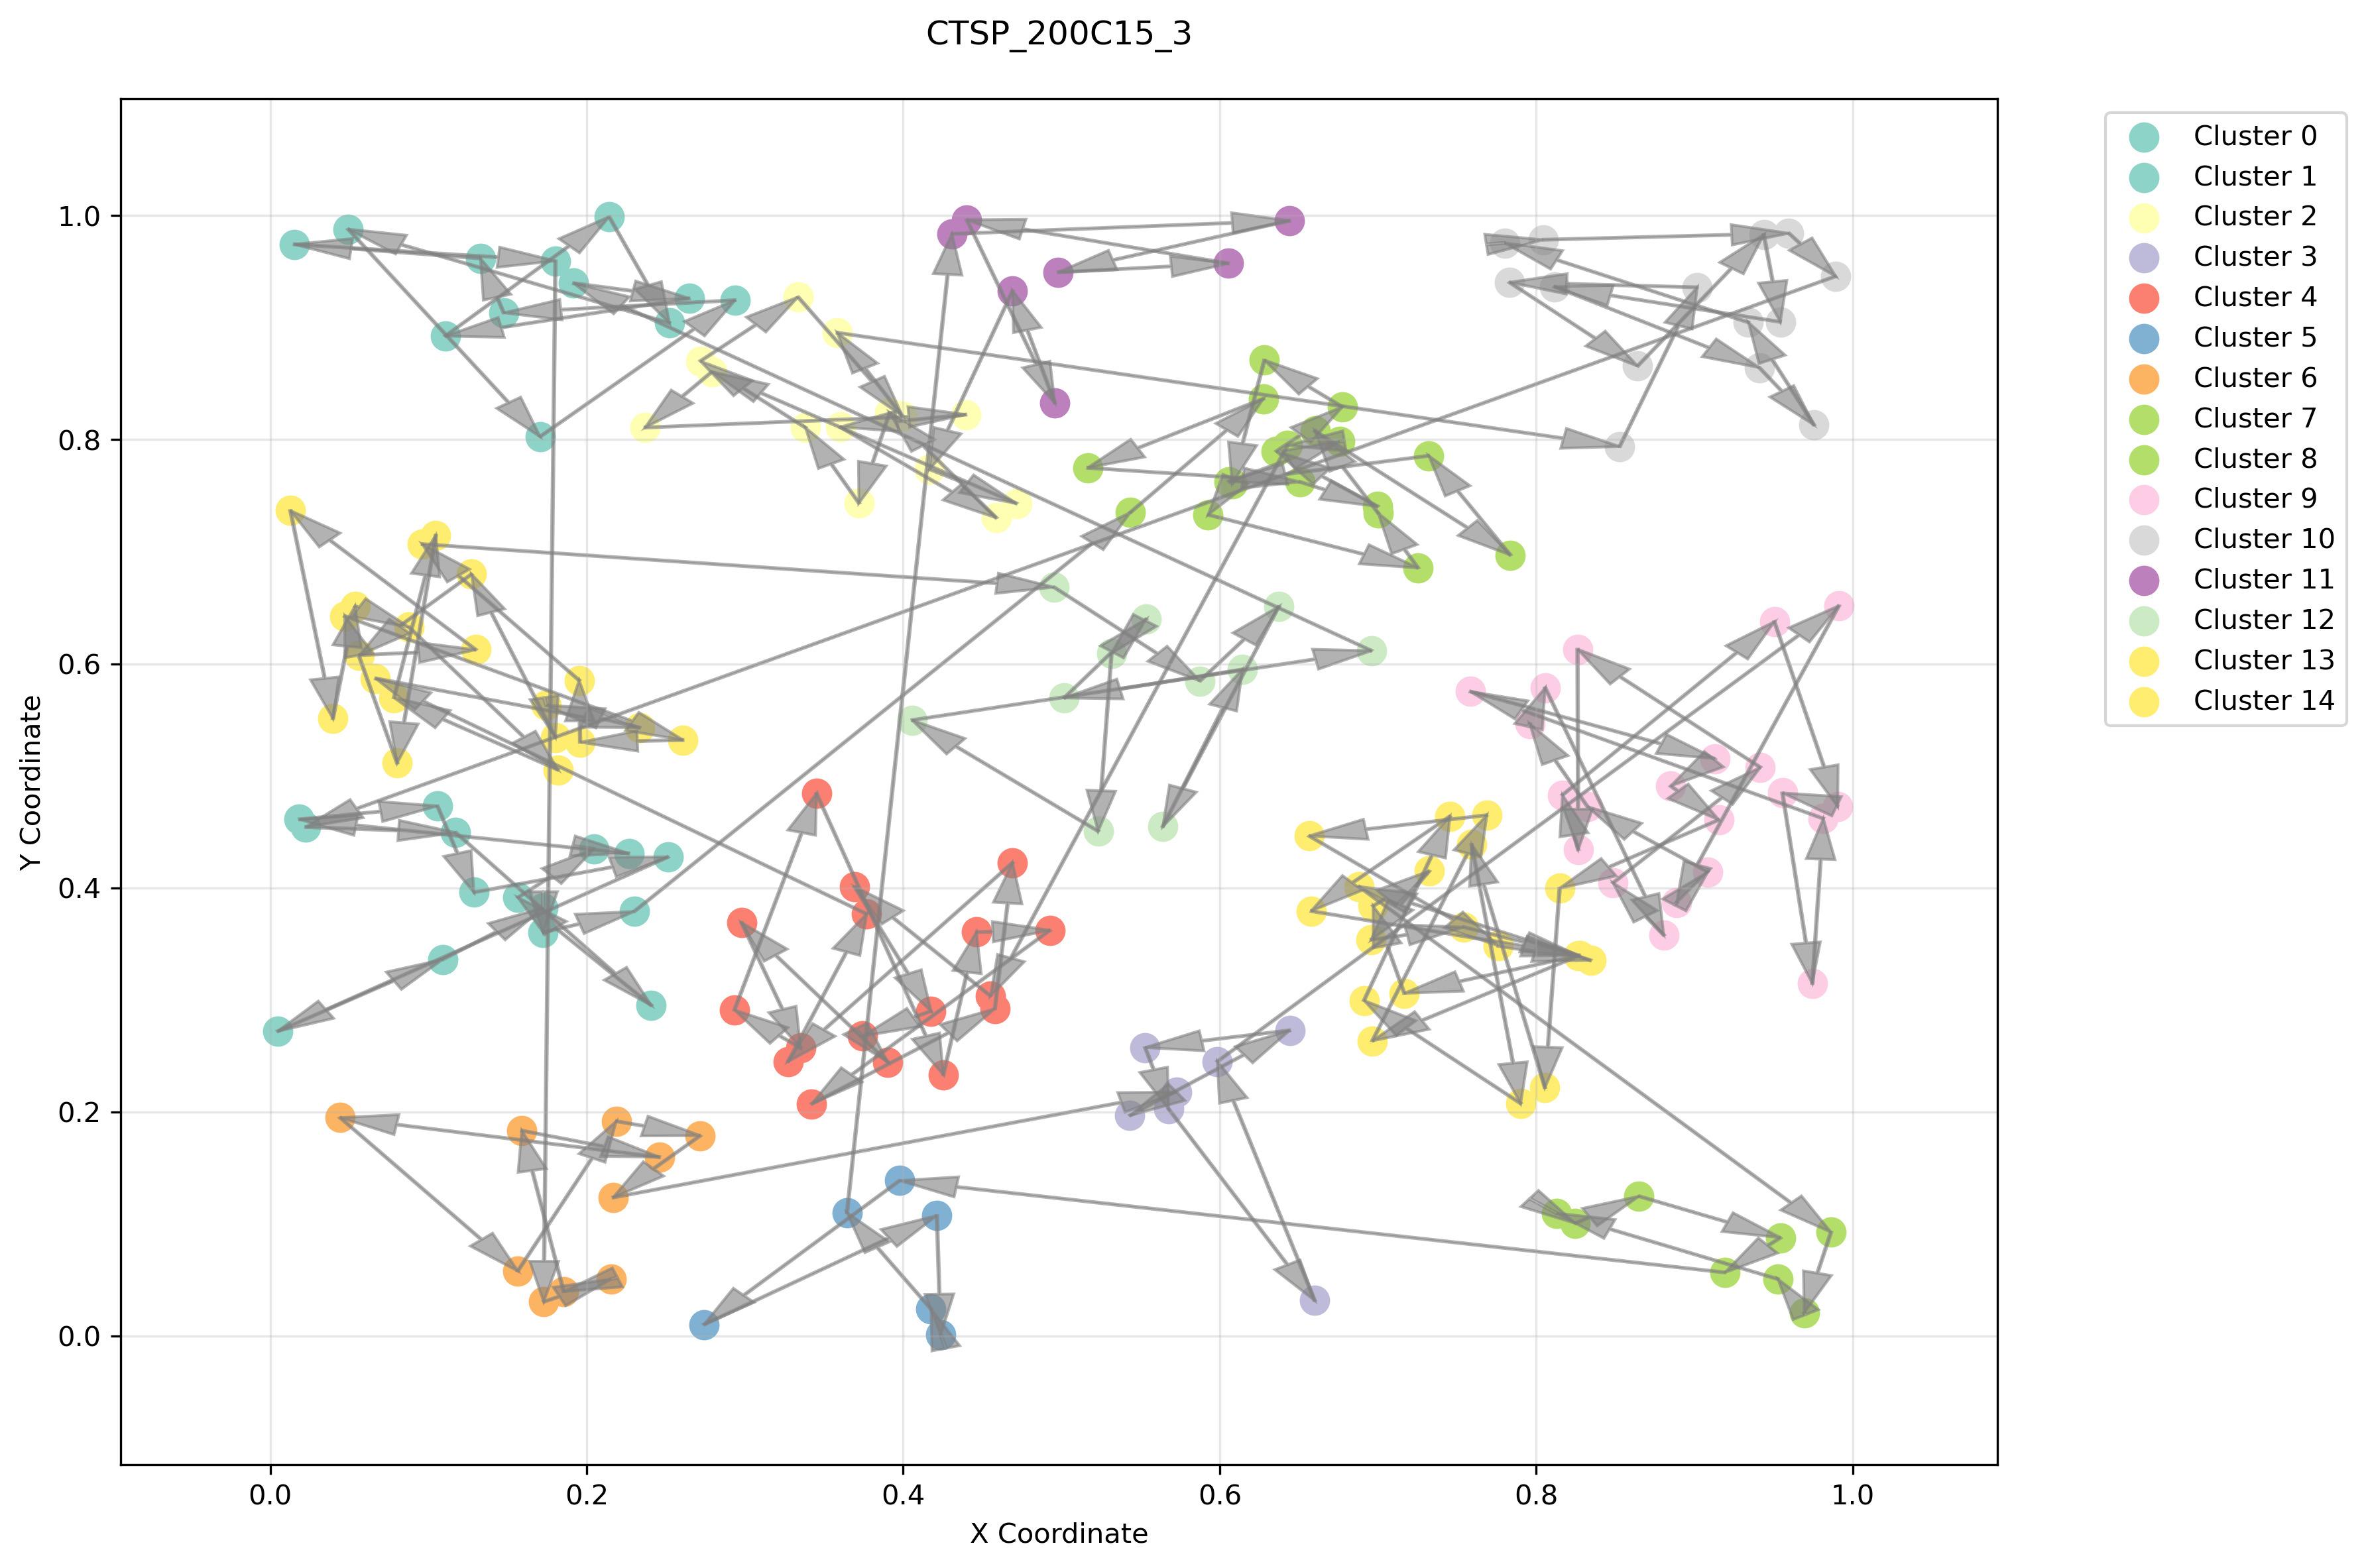 CTSP_200C15_3
Y Coordinate
1.0
0.8
0.6
0.4
0.2
0.0
0.0 0.2 0.4 0.6 0.8 1.0
X Coordinate
Cluster 0
Cluster 1
Cluster 2
Cluster 3
Cluster 4
Cluster 5
Cluster 6
Cluster 7
Cluster 8
Cluster 9
Cluster 10
Cluster 11
Cluster 12
Cluster 13
Cluster 14